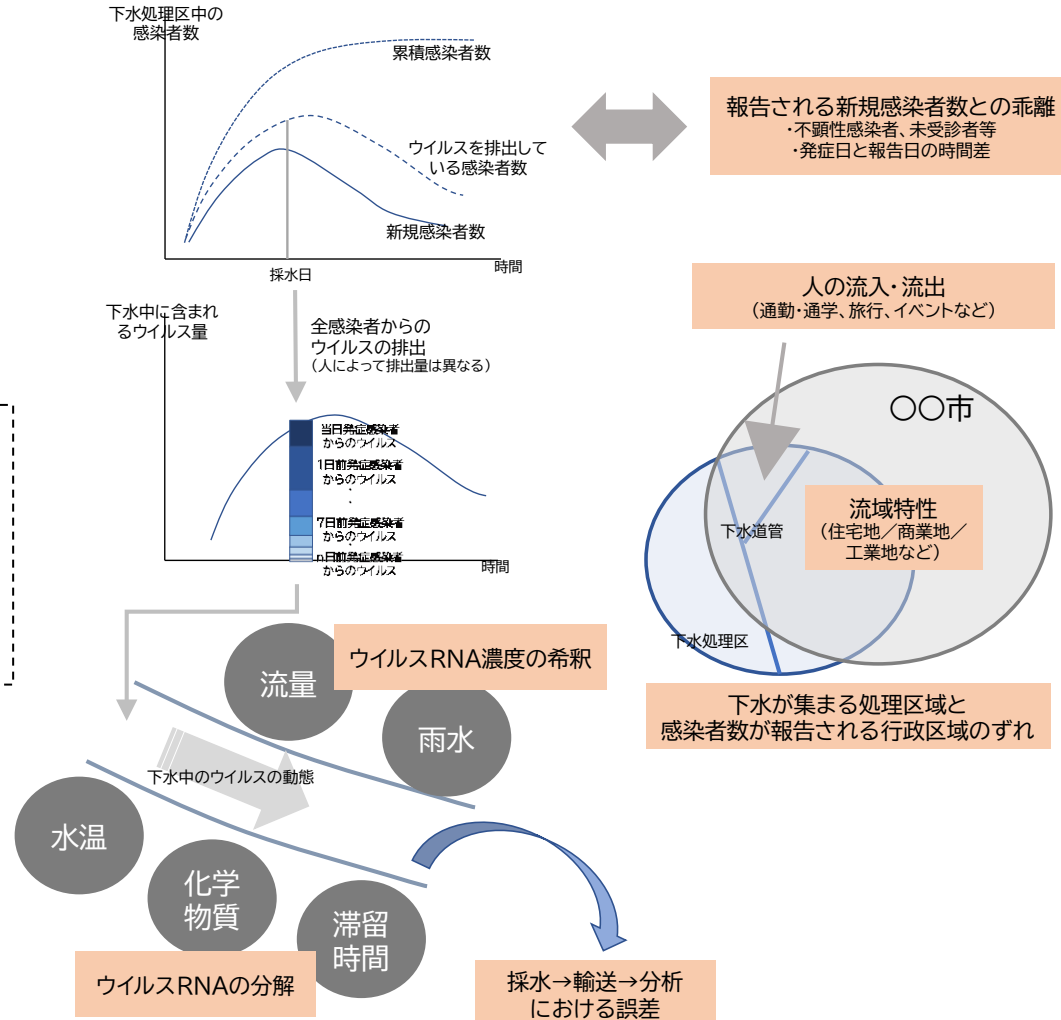 下水処理区中の
感染者数
累積感染者数
ウイルスを排出して
いる感染者数
新規感染者数
採水日
時間
報告される新規感染者数との乖離
・不顕性感染者、未受診者等
・発症日と報告日の時間差
下水中に含まれ
るウイルス量
全感染者からの
ウイルスの排出
（人によって排出量は異なる）
当日発症感染者
からのウイルス
1日前発症感染者
からのウイルス
・
・
7日前発症感染者
からのウイルス
・
n日前発症感染者
からのウイルス
時間
人の流入・流出
（通勤・通学、旅行、イベントなど）
〇〇市
流域特性
（住宅地／商業地／
工業地など）
下水道管
下水処理区
下水が集まる処理区域と
感染者数が報告される行政区域のずれ
ウイルスRNA濃度の希釈
流量
雨水
下水中のウイルスの動態
水温
化学
物質
滞留
時間
ウイルスRNAの分解
採水→輸送→分析
における誤差